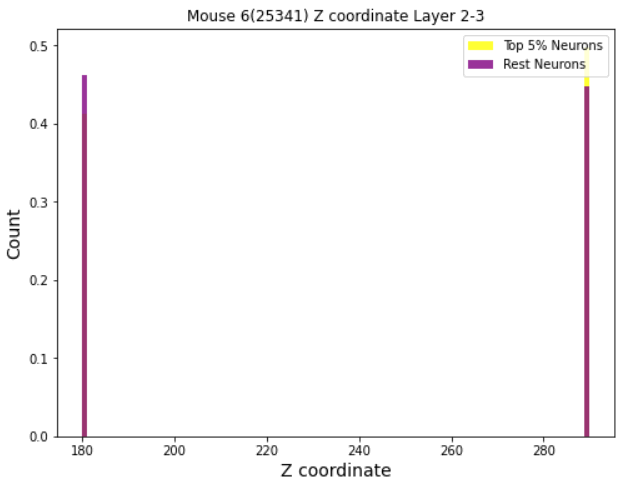 Mouse 6(25341) Z coordinate Layer 2-3
Top 5% Neurons
Rest Neurons
0.5
0.4
0.3
0.2
0.1
0.0
Count
180 200 220 240 260 280
Z coordinate